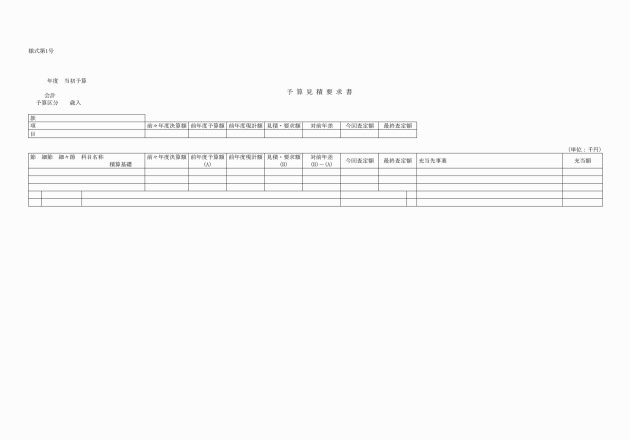 様式第1号
年度　当初予算
会計
予算区分　歳入
予算見積要求書
款
項　前々年度決算額　前年度予算額　前年度現計額　見積・要求額　対前年差　今回査定額　最終査定額
目
（単位：千円）
節　細節　細々節　科目名称　前々年度決算額　前年度予算額　前年度現計額　見積・要求額　対前年差　今回査定額　最終査定額　充当先事業　充当額
積算基礎　(A)　(B)　(B)－(A)